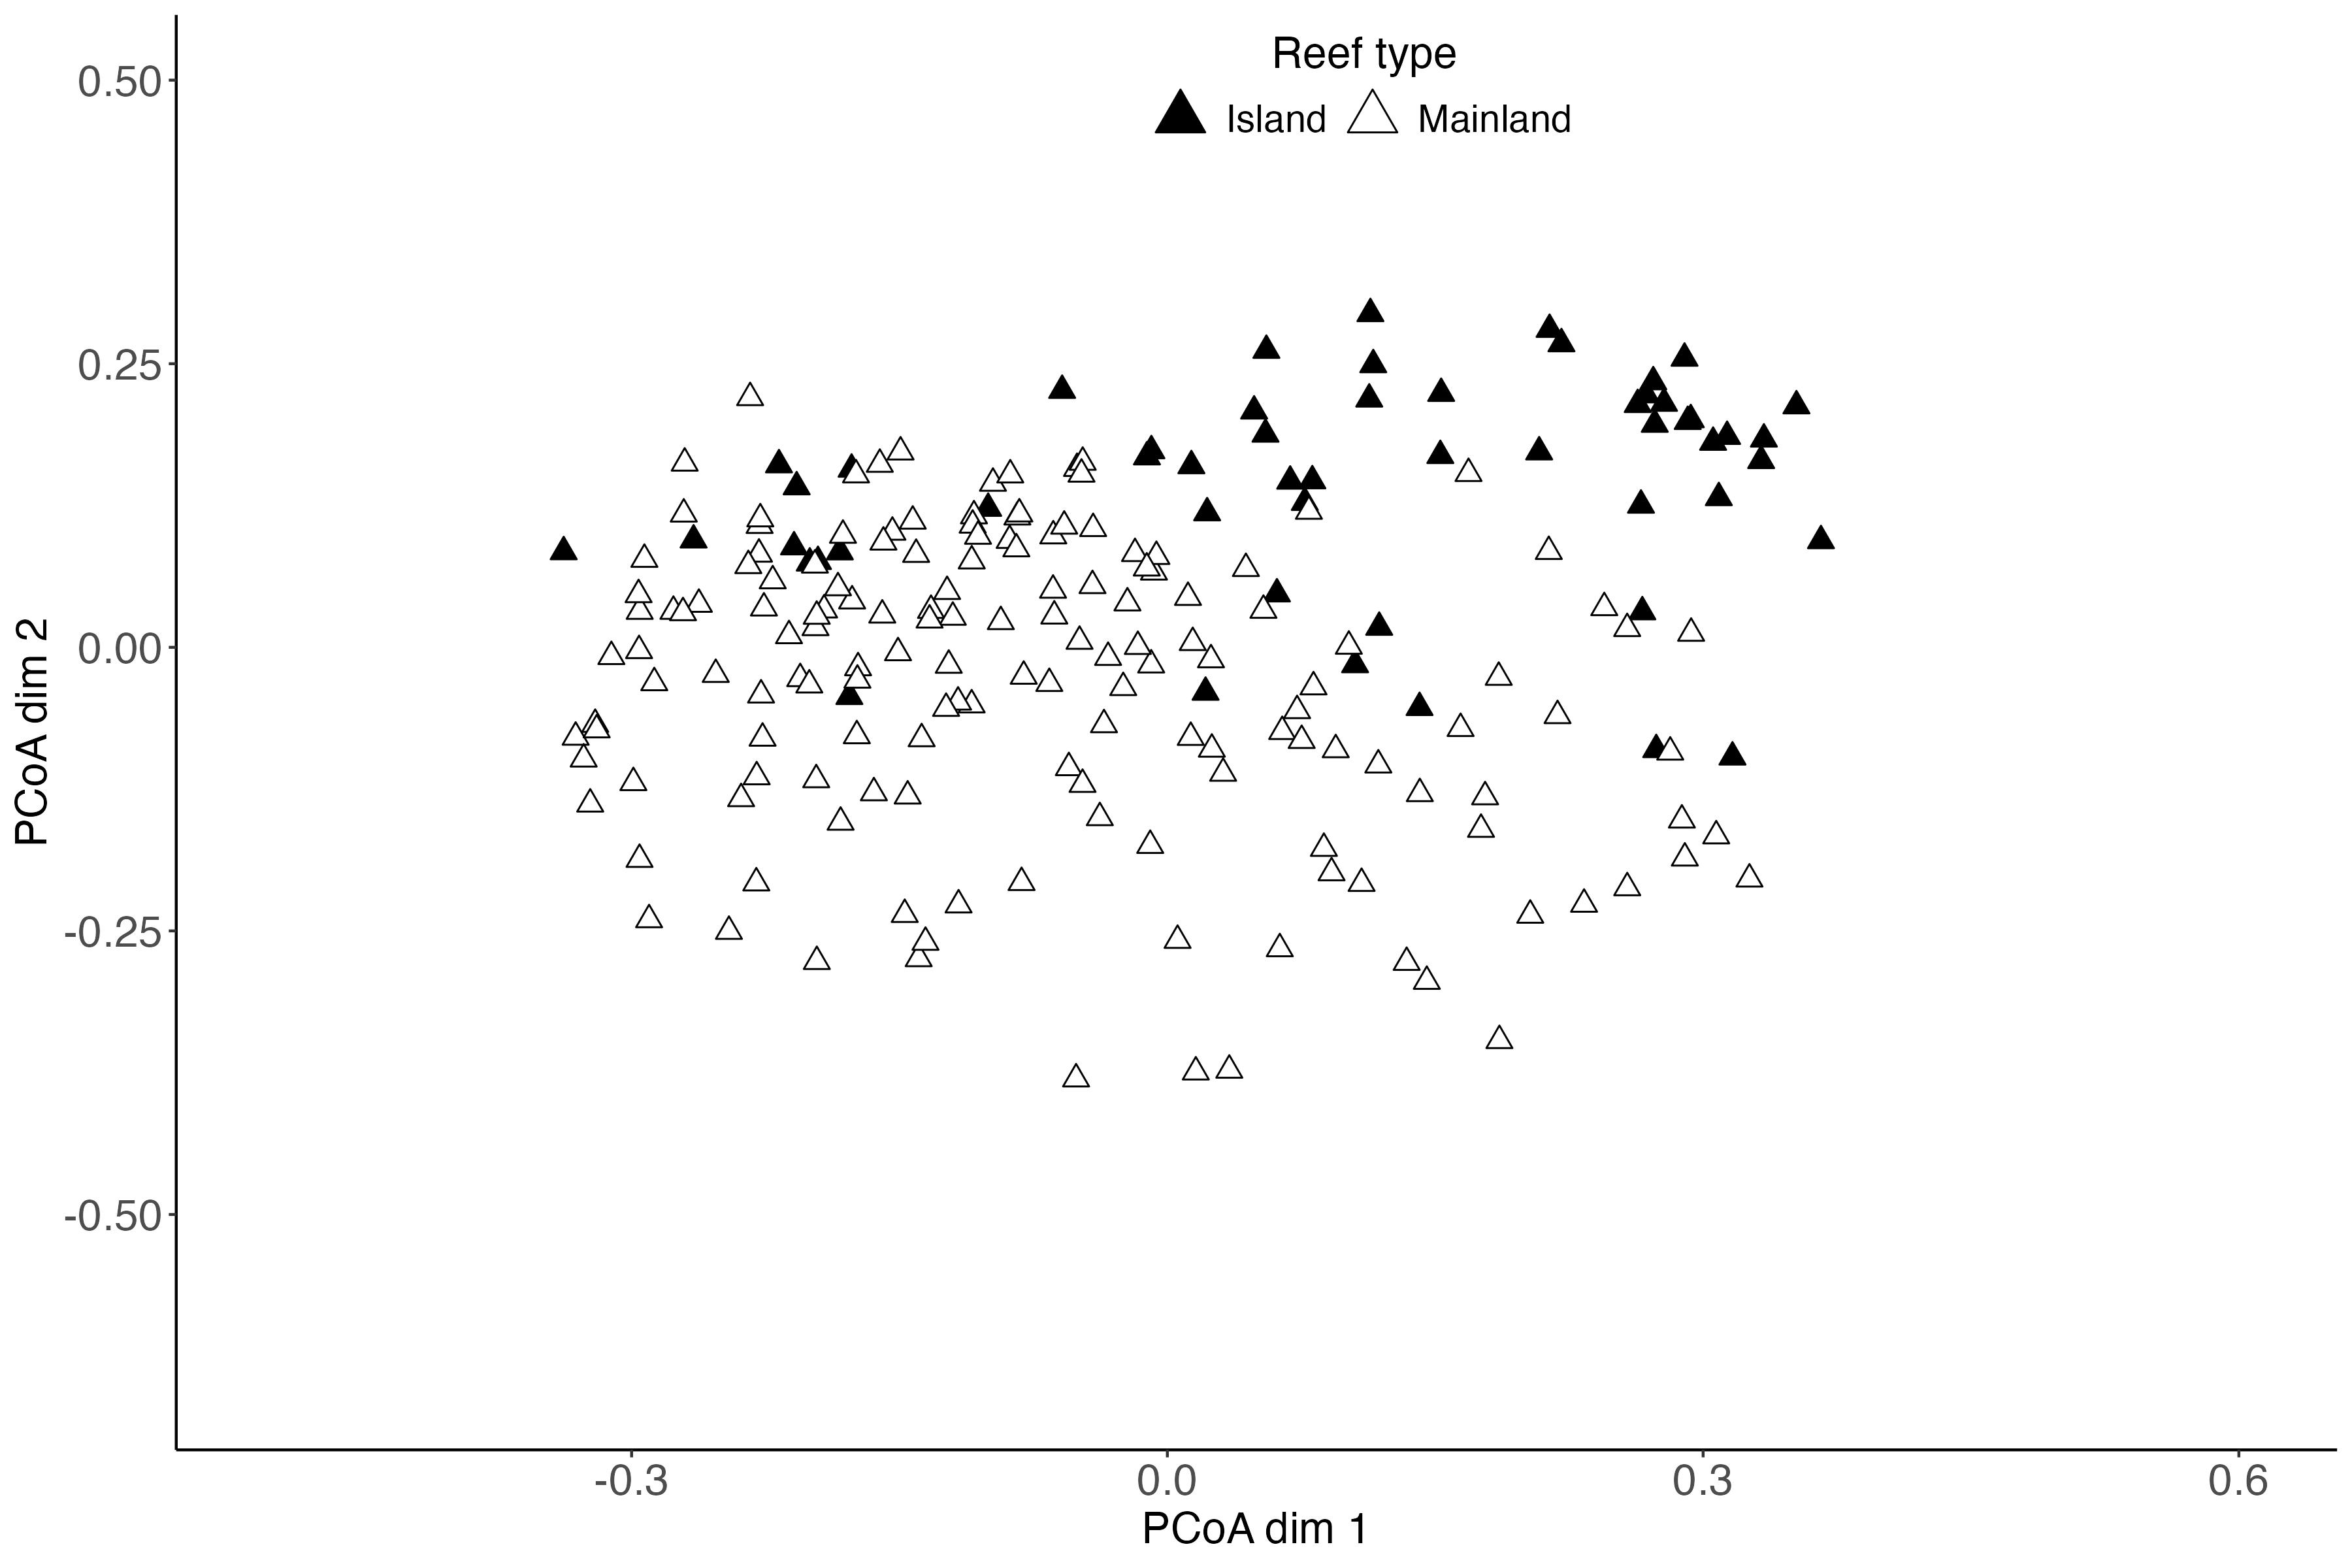 Reef type
Island Mainland
0.50
0.25
0.00
-0.25
-0.50
PCoA dim 2
-0.3 0.0 0.3 0.6
PCoA dim 1